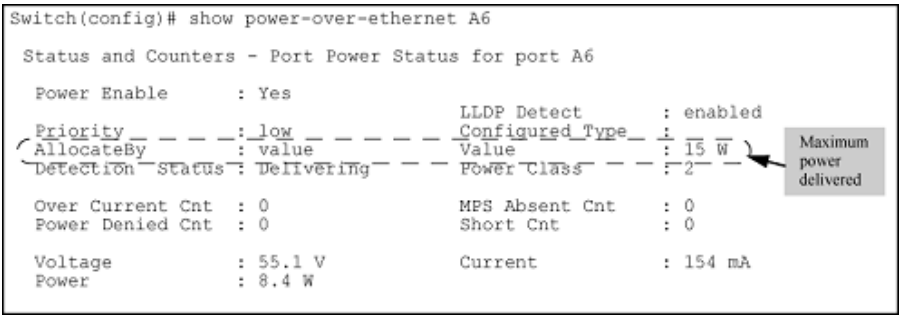 Switch(config)# show power-over-ethernet A6
Status and Counters - Port Power Status for port A6
Power Enable : Yes
LLDP Detect : enabled
Priority : low Configured Type :
AllocateBy : value Value : 15 W
Detection Status : Delivering Power Class : 2
Over Current Cnt : 0 MPS Absent Cnt : 0
Power Denied Cnt : 0 Short Cnt : 0
Voltage : 55.1 V Current : 154 mA
Power : 8.4 W
Maximum
power
delivered